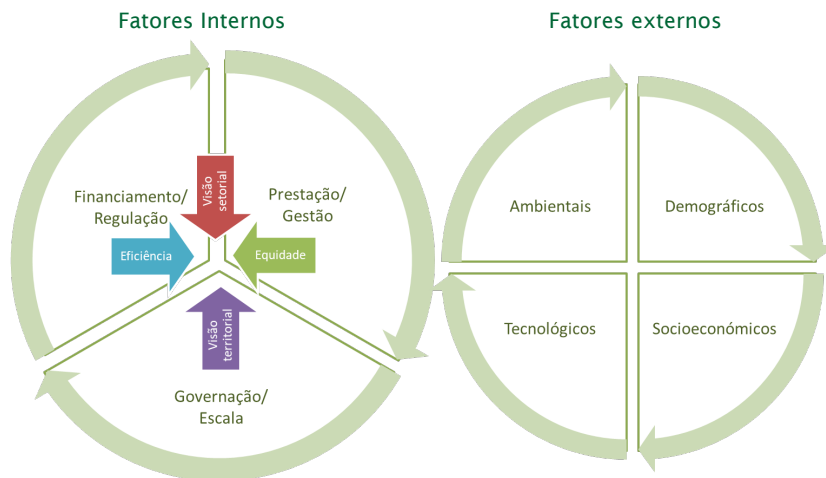 Fatores Internos
Fatores externos
Financiamento/
Regulação
Visão
setorial
Prestação/
Gestão
Eficiência
Equidade
Visão
territorial
Governação/
Escala
Ambientais
Demográficos
Tecnológicos
Socioeconómicos